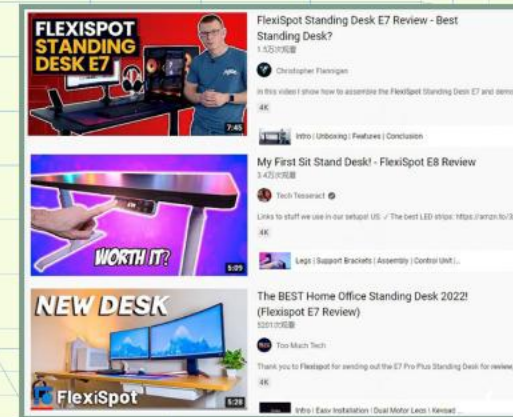 FLEXISPOT
STANDING
DESK E7
7:45
FlexiSpot Standing Desk E7 Review - Best
Standing Desk?
1.5万次观看
Christopher Flannigan
In this video I show how to assemble the FlexiSpot Standing Desk E7 and demo
4K
Intro | Unboxing | Features | Conclusion
WORTH IT?
5:09
My First Sit Stand Desk! - FlexiSpot E8 Review
3.4万次观看
Tech Tesseract
Links to stuff we use in our setups! US ✓ The best LED strips: https://amzn.to/3
4K
Legs | Support Brackets | Assembly | Control Unit |...
NEW DESK
FlexiSpot
5:28
The BEST Home Office Standing Desk 2022!
(Flexispot E7 Review)
5201次观看
Too Much Tech
Thank you to Flexispot for sending out the E7 Pro Plus Standing Desk for review,
4K
Intro | Easy Installation | Dual Motor Legs | Keypad...